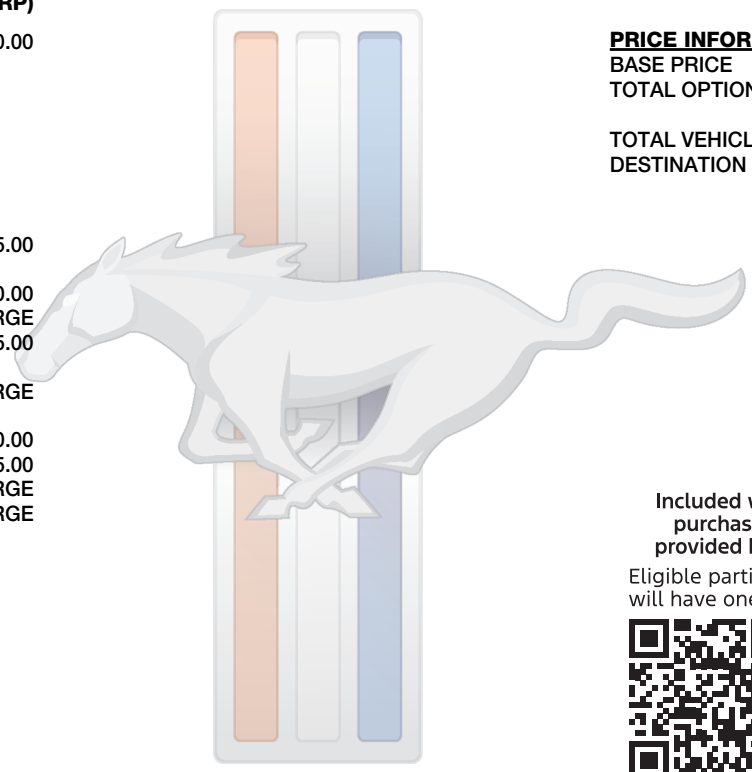 RP)
0.00
5.00
0.00
RGE
5.00
RGE
0.00
5.00
RGE
RGE
PRICE INFOR
BASE PRICE
TOTAL OPTION
TOTAL VEHICL
DESTINATION
Included w
purchas
provided b
Eligible parti
will have one